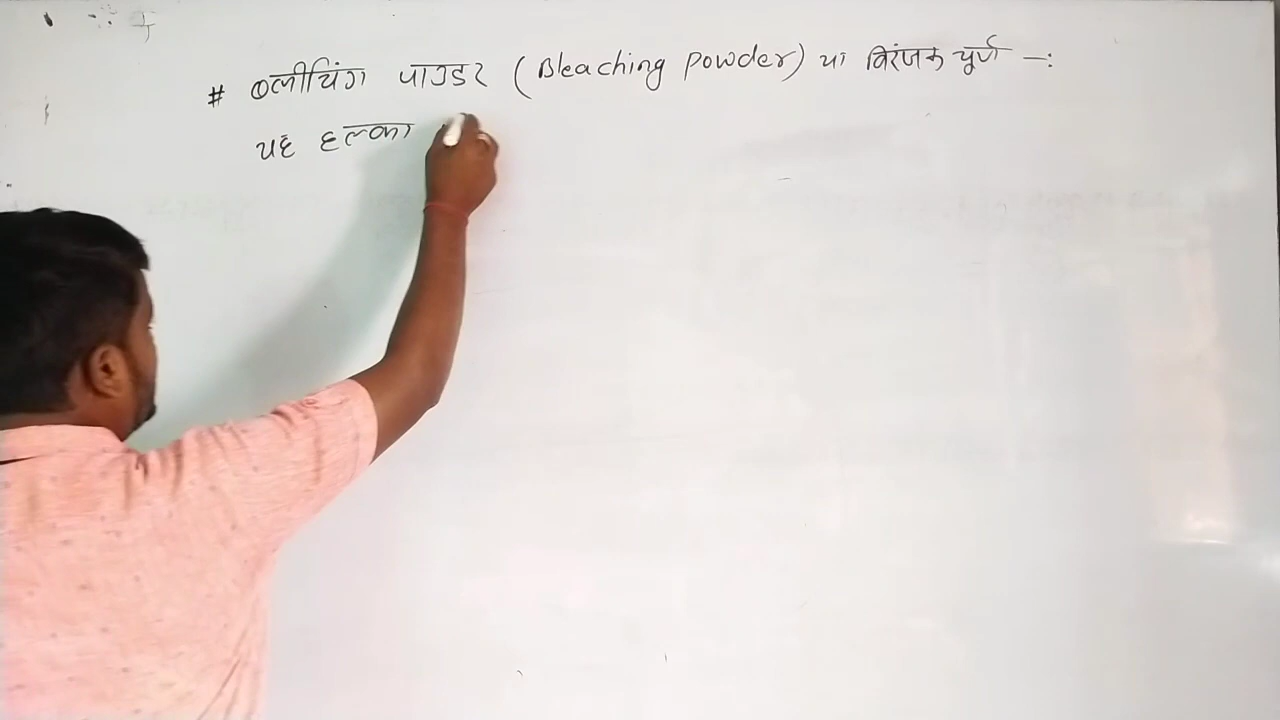 # ब्लीचिंग पाउडर (Bleaching Powder) या विरंजक चूर्ण -:
यह हल्का